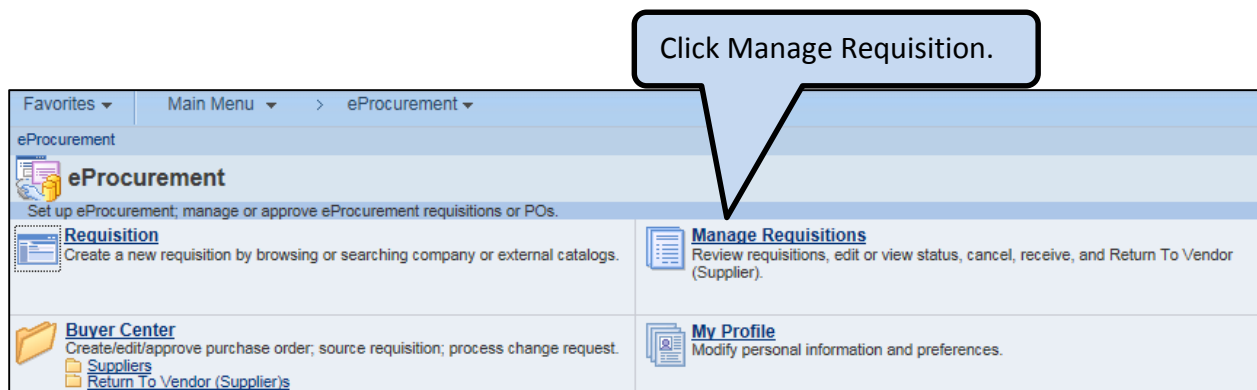 Click Manage Requisition.
Favorites Main Menu > eProcurement
eProcurement
eProcurement
Set up eProcurement; manage or approve eProcurement requisitions or POs.
Requisition
Create a new requisition by browsing or searching company or external catalogs.
Manage Requisitions
Review requisitions, edit or view status, cancel, receive, and Return To Vendor
(Supplier).
Buyer Center
Create/edit/approve purchase order; source requisition; process change request.
Suppliers
Return To Vendor (Supplier)s
My Profile
Modify personal information and preferences.